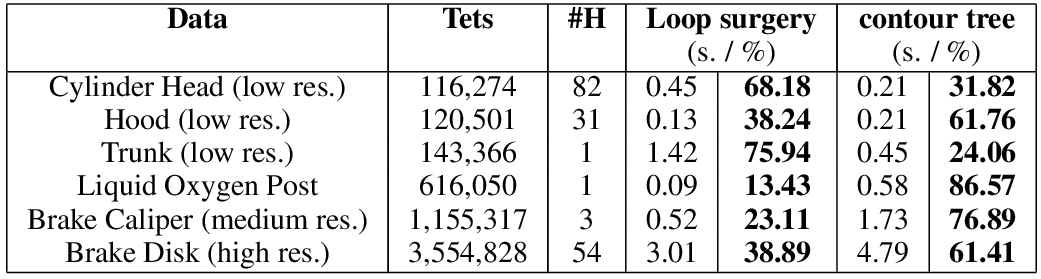 Data Tets #H Loop surgery contour tree
(s. / %) (s. / %)
Cylinder Head (low res.) 116,274 82 0.45 68.18 0.21 31.82
Hood (low res.) 120,501 31 0.13 38.24 0.21 61.76
Trunk (low res.) 143,366 1 1.42 75.94 0.45 24.06
Liquid Oxygen Post 616,050 1 0.09 13.43 0.58 86.57
Brake Caliper (medium res.) 1,155,317 3 0.52 23.11 1.73 76.89
Brake Disk (high res.) 3,554,828 54 3.01 38.89 4.79 61.41